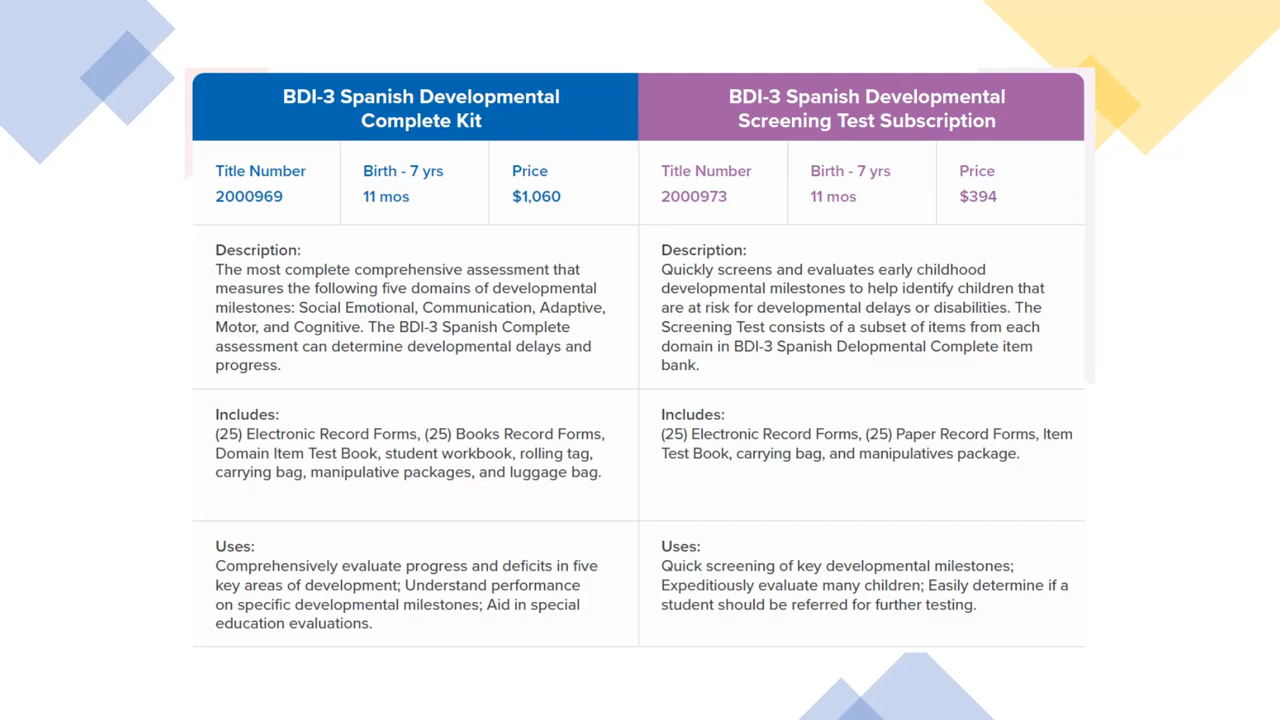 BDI-3 Spanish Developmental
Complete Kit
BDI-3 Spanish Developmental
Screening Test Subscription
Title Number
2000969
Birth - 7 yrs
11 mos
Price
$1,060
Title Number
2000973
Birth - 7 yrs
11 mos
Price
$394
Description:
The most complete comprehensive assessment that
measures the following five domains of developmental
milestones: Social Emotional, Communication, Adaptive,
Motor, and Cognitive. The BDI-3 Spanish Complete
assessment can determine developmental delays and
progress.
Description:
Quickly screens and evaluates early childhood
developmental milestones to help identify children that
are at risk for developmental delays or disabilities. The
Screening Test consists of a subset of items from each
domain in BDI-3 Spanish Delopmental Complete item
bank.
Includes:
(25) Electronic Record Forms, (25) Books Record Forms,
Domain Item Test Book, student workbook, rolling tag,
carrying bag, manipulative packages, and luggage bag.
Includes:
(25) Electronic Record Forms, (25) Paper Record Forms, Item
Test Book, carrying bag, and manipulatives package.
Uses:
Comprehensively evaluate progress and deficits in five
key areas of development; Understand performance
on specific developmental milestones; Aid in special
education evaluations.
Uses:
Quick screening of key developmental milestones;
Expeditiously evaluate many children; Easily determine if a
student should be referred for further testing.